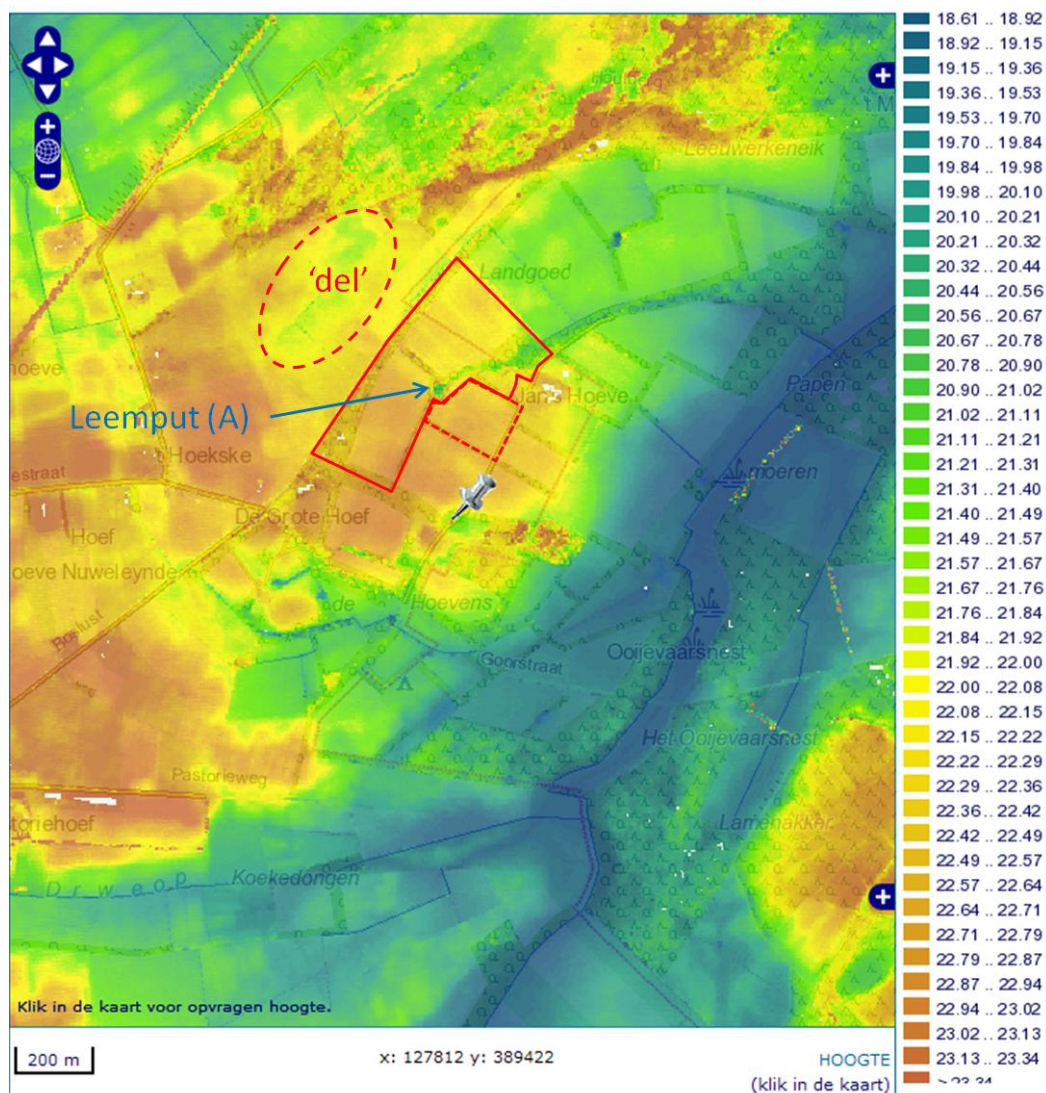 Leeuwerkeneik
Landgoed
'del'
hoeve
Leemput (A)
Jan's Hoeve
Papen
moeren
't Hoekske
estraat
De Grote Hoef
Hoef
oeve Nuweleynde
de Hoevens
Boslust
Goorstraat
Ooijevaarsnest
Het Ooijevaarsnest
Pastorieweg
toriehoef
Lamenakker
Koekedongen
Klik in de kaart voor opvragen hoogte.
200 m
x: 127812 y: 389422
HOOGTE
(klik in de kaart)
18.61 .. 18.92
18.92 .. 19.15
19.15 .. 19.36
19.36 .. 19.53
19.53 .. 19.70
19.70 .. 19.84
19.84 .. 19.98
19.98 .. 20.10
20.10 .. 20.21
20.21 .. 20.32
20.32 .. 20.44
20.44 .. 20.56
20.56 .. 20.67
20.67 .. 20.78
20.78 .. 20.90
20.90 .. 21.02
21.02 .. 21.11
21.11 .. 21.21
21.21 .. 21.31
21.31 .. 21.40
21.40 .. 21.49
21.49 .. 21.57
21.57 .. 21.67
21.67 .. 21.76
21.76 .. 21.84
21.84 .. 21.92
21.92 .. 22.00
22.00 .. 22.08
22.08 .. 22.15
22.15 .. 22.22
22.22 .. 22.29
22.29 .. 22.36
22.36 .. 22.42
22.42 .. 22.49
22.49 .. 22.57
22.57 .. 22.64
22.64 .. 22.71
22.71 .. 22.79
22.79 .. 22.87
22.87 .. 22.94
22.94 .. 23.02
23.02 .. 23.13
23.13 .. 23.34
> 23.34